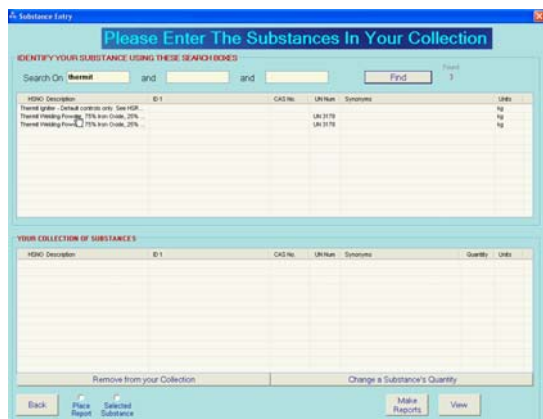 Substance Entry
Please Enter The Substances In Your Collection
IDENTIFY YOUR SUBSTANCE USING THESE SEARCH BOXES
Search On thermit and and Find Found 3
HSNO Description ID1 CAS No. UN Num Synonyms Units
Thermit Igniter - Default controls only. See HSR... kg
Thermit Welding Powder, 75% Iron Oxide, 25% ... UN 3178 kg
Thermit Welding Powder, 75% Iron Oxide, 25% ... UN 3178 kg
YOUR COLLECTION OF SUBSTANCES
HSNO Description ID1 CAS No. UN Num Synonyms Quantity Units
Remove from your Collection Change a Substance's Quantity
Back Place Report Selected Substance Make Reports View